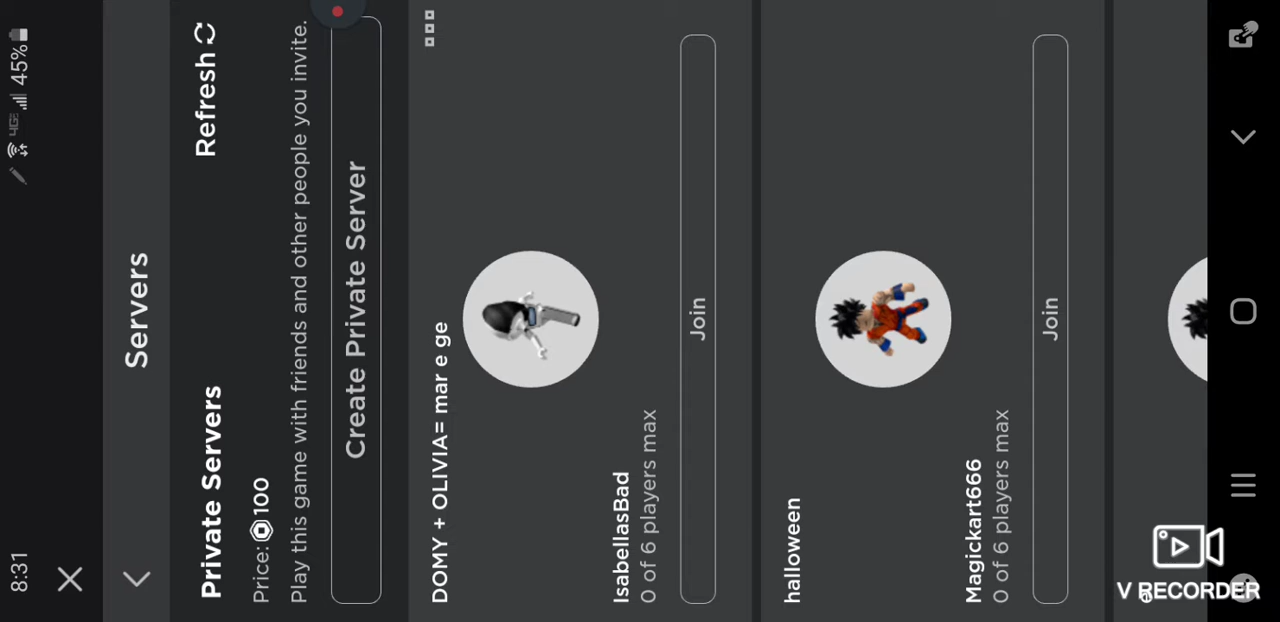 8:31
4GE
45%
Servers
Private Servers
Refresh
Price: 100
Play this game with friends and other people you invite.
Create Private Server
DOMY + OLIVIA= mar e ge
IsabellasBad
0 of 6 players max
Join
halloween
Magickart666
0 of 6 players max
Join
V RECORDER